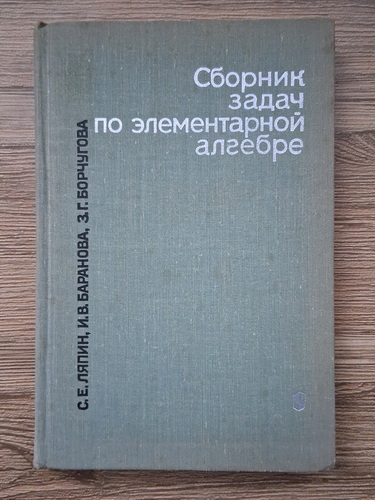 Сборник
задач
по элементарной
алгебре
С.Е.ЛЯПИН, И.В.БАРАНОВА, З.Г.БОРЧУГОВА